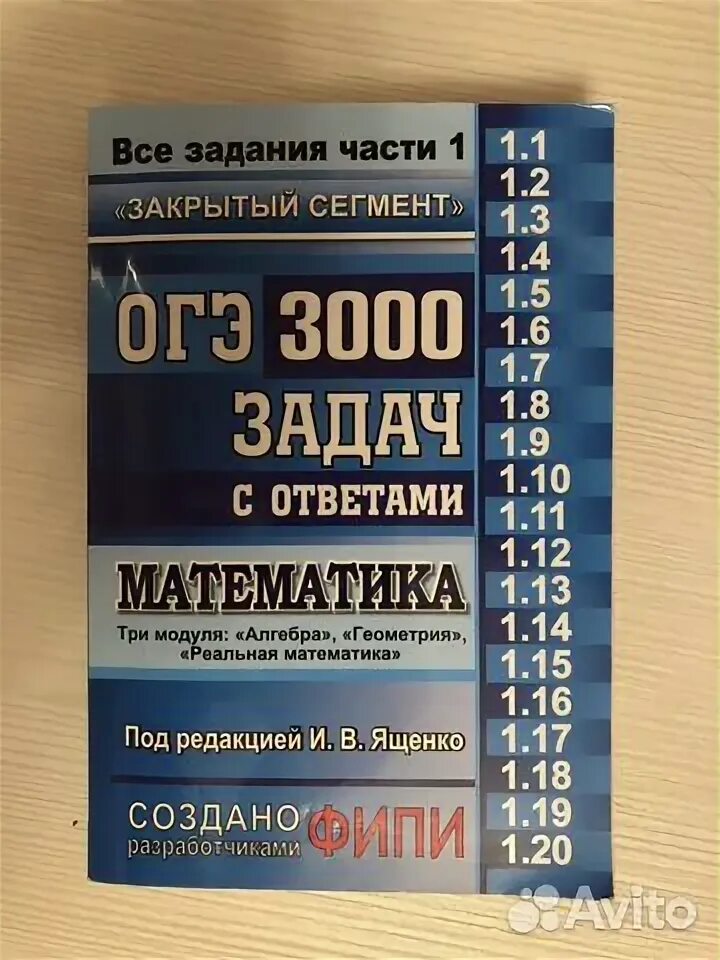 Все задания части 1
«ЗАКРЫТЫЙ СЕГМЕНТ»
ОГЭ 3000
ЗАДАЧ
С ОТВЕТАМИ
МАТЕМАТИКА
Три модуля: «Алгебра», «Геометрия»,
«Реальная математика»
Под редакцией И. В. Ященко
СОЗДАНО
разработчиками
ФИПИ
1.1
1.2
1.3
1.4
1.5
1.6
1.7
1.8
1.9
1.10
1.11
1.12
1.13
1.14
1.15
1.16
1.17
1.18
1.19
1.20
Avito